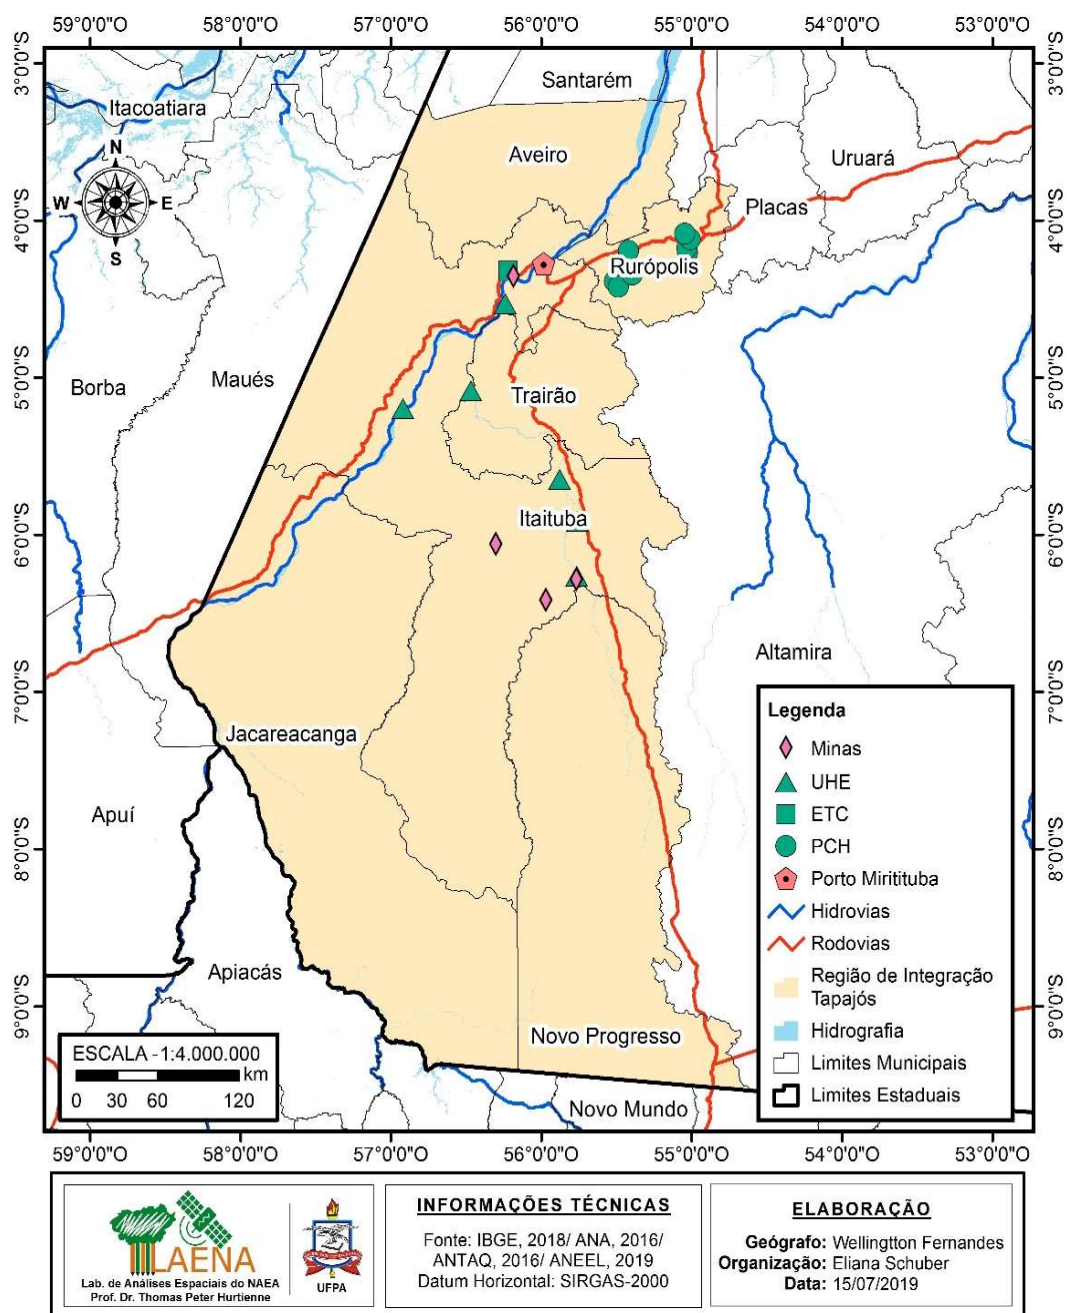 59°0'0"O 58°0'0"O 57°0'0"O 56°0'0"O 55°0'0"O 54°0'0"O 53°0'0"O
3°0'0"S
4°0'0"S
5°0'0"S
6°0'0"S
7°0'0"S
8°0'0"S
9°0'0"S
3°0'0"S
4°0'0"S
5°0'0"S
6°0'0"S
7°0'0"S
8°0'0"S
9°0'0"S
Santarém
Itacoatiara
N
W E
S
Aveiro
Uruará
Placas
Rurópolis
Borba
Maués
Trairão
Itaituba
Altamira
Jacareacanga
Apuí
Apiacás
Novo Progresso
Novo Mundo
Legenda
Minas
UHE
ETC
PCH
Porto Miritituba
Hidrovias
Rodovias
Região de Integração
Tapajós
Hidrografia
Limites Municipais
Limites Estaduais
ESCALA -1:4.000.000
km
0 30 60 120
59°0'0"O 58°0'0"O 57°0'0"O 56°0'0"O 55°0'0"O 54°0'0"O 53°0'0"O
LAENA
Lab. de Análises Espaciais do NAEA
Prof. Dr. Thomas Peter Hurtienne
UFPA
INFORMAÇÕES TÉCNICAS
Fonte: IBGE, 2018/ ANA, 2016/
ANTAQ, 2016/ ANEEL, 2019
Datum Horizontal: SIRGAS-2000
ELABORAÇÃO
Geógrafo: Wellingtton Fernandes
Organização: Eliana Schuber
Data: 15/07/2019